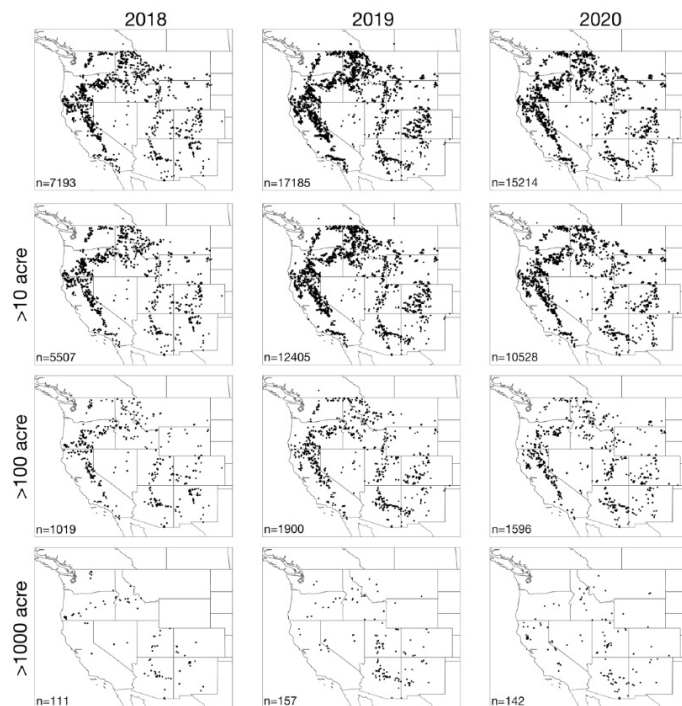 2018 2019 2020
n=7193 n=17185 n=15214
>10 acre
n=5507 n=12405 n=10528
>100 acre
n=1019 n=1900 n=1596
>1000 acre
n=111 n=157 n=142